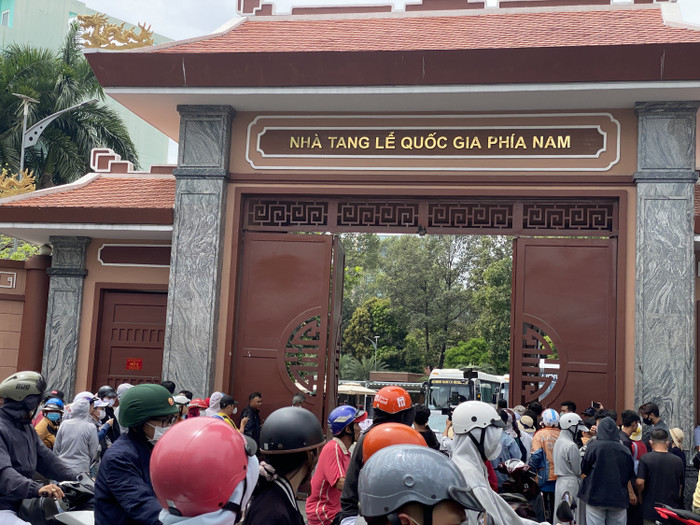 NHÀ TANG LỄ QUỐC GIA PHÍA NAM